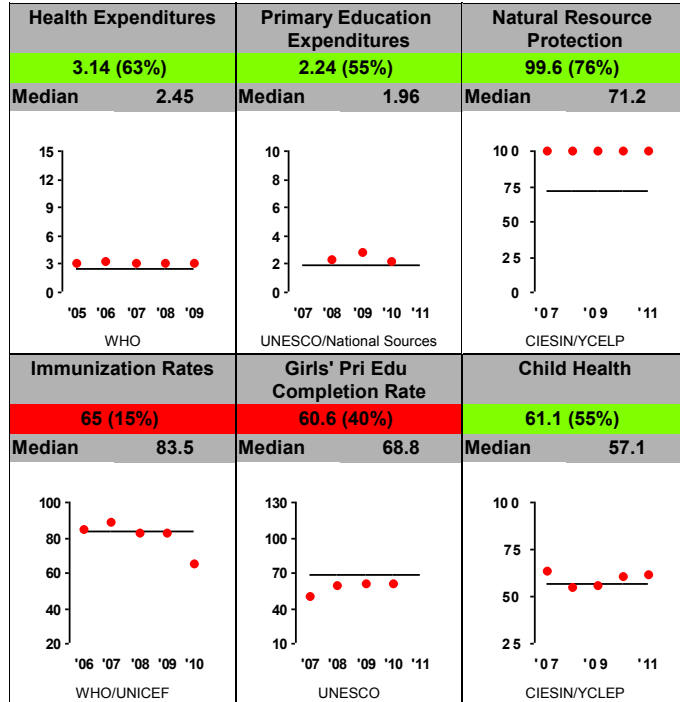 Health Expenditures
3.14 (63%)
Median 2.45
15
12
9
6
3
0
'05 '06 '07 '08 '09
WHO
Primary Education
Expenditures
2.24 (55%)
Median 1.96
10
8
6
4
2
0
'07 '08 '09 '10 '11
UNESCO/National Sources
Natural Resource
Protection
99.6 (76%)
Median 71.2
100
75
50
25
0
'07 '09 '11
CIESIN/YCELP
Immunization Rates
65 (15%)
Median 83.5
100
80
60
40
20
'06 '07 '08 '09 '10
WHO/UNICEF
Girls' Pri Edu
Completion Rate
60.6 (40%)
Median 68.8
130
100
70
40
10
'07 '08 '09 '10 '11
UNESCO
Child Health
61.1 (55%)
Median 57.1
100
75
50
25
'07 '09 '11
CIESIN/YCLEP